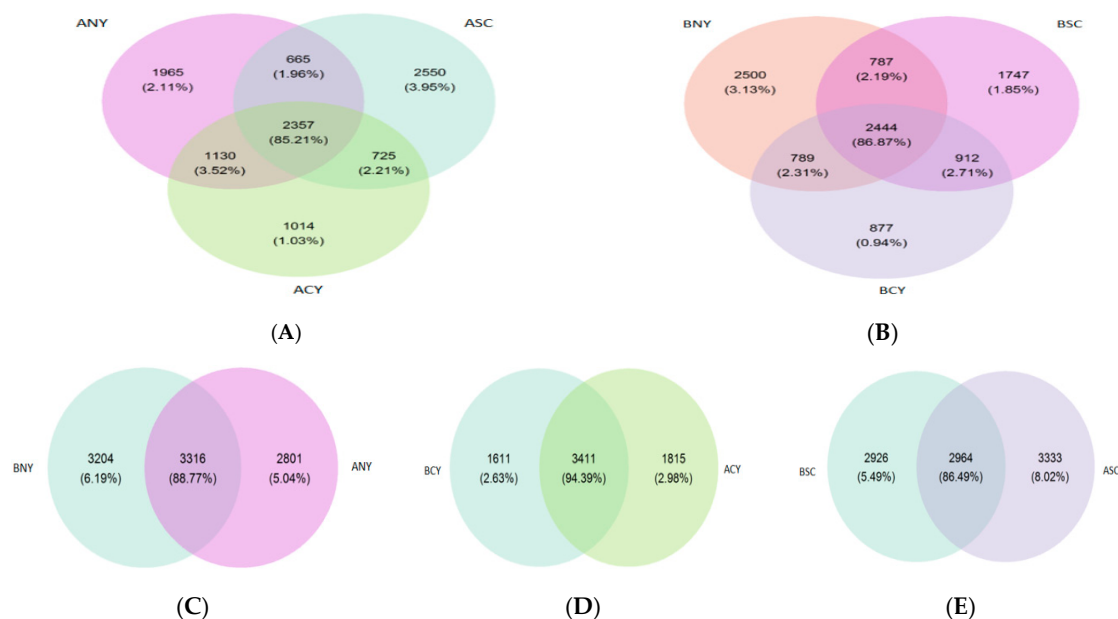 ANY
ASC
1965
(2.11%)
665
(1.96%)
2550
(3.95%)
2357
(85.21%)
1130
(3.52%)
725
(2.21%)
1014
(1.03%)
ACY
(A)
BNY
BSC
2500
(3.13%)
787
(2.19%)
1747
(1.85%)
2444
(86.87%)
789
(2.31%)
912
(2.71%)
877
(0.94%)
BCY
(B)
BNY
3204
(6.19%)
3316
(88.77%)
2801
(5.04%)
ANY
(C)
BCY
1611
(2.63%)
3411
(94.39%)
1815
(2.98%)
ACY
(D)
BSC
2926
(5.49%)
2964
(86.49%)
3333
(8.02%)
ASC
(E)